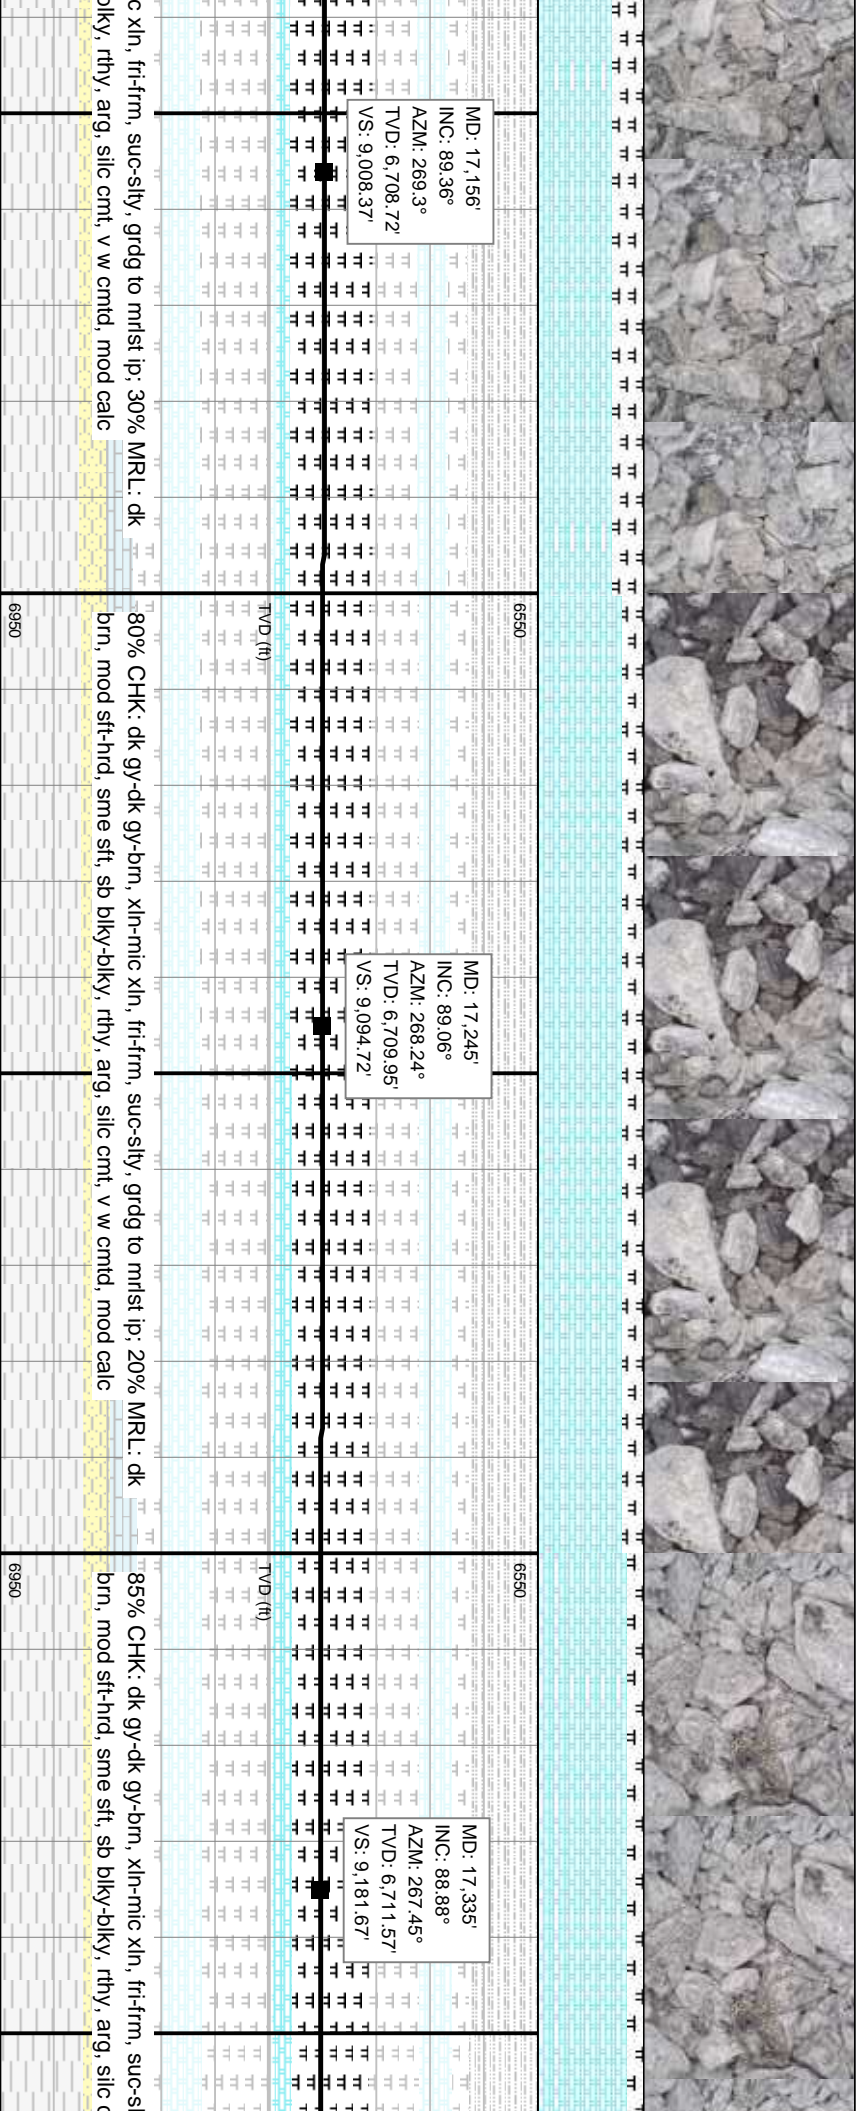 c xln, fri-frm, suc-slty, grdg to mrlst ip; 30% MRL: dk
blky, rthy, arg, silc cmt, v w cmtd, mod calc
MD: 17,156'
INC: 89.36°
AZM: 269.3°
TVD: 6,708.72'
VS: 9,008.37'
6550
TVD (ft)
6950
80% CHK: dk gy-dk gy-brn, xln-mic xln, fri-frm, suc-slty, grdg to mrlst ip; 20% MRL: dk
brn, mod sft-hrd, sme sft, sb blky-blky, rthy, arg, silc cmt, v w cmtd, mod calc
MD: 17,245'
INC: 89.06°
AZM: 268.24°
TVD: 6,709.95'
VS: 9,094.72'
6550
TVD (ft)
6950
85% CHK: dk gy-dk gy-brn, xln-mic xln, fri-frm, suc-sl
brn, mod sft-hrd, sme sft, sb blky-blky, rthy, arg, silc c
MD: 17,335'
INC: 88.88°
AZM: 267.45°
TVD: 6,711.57'
VS: 9,181.67'